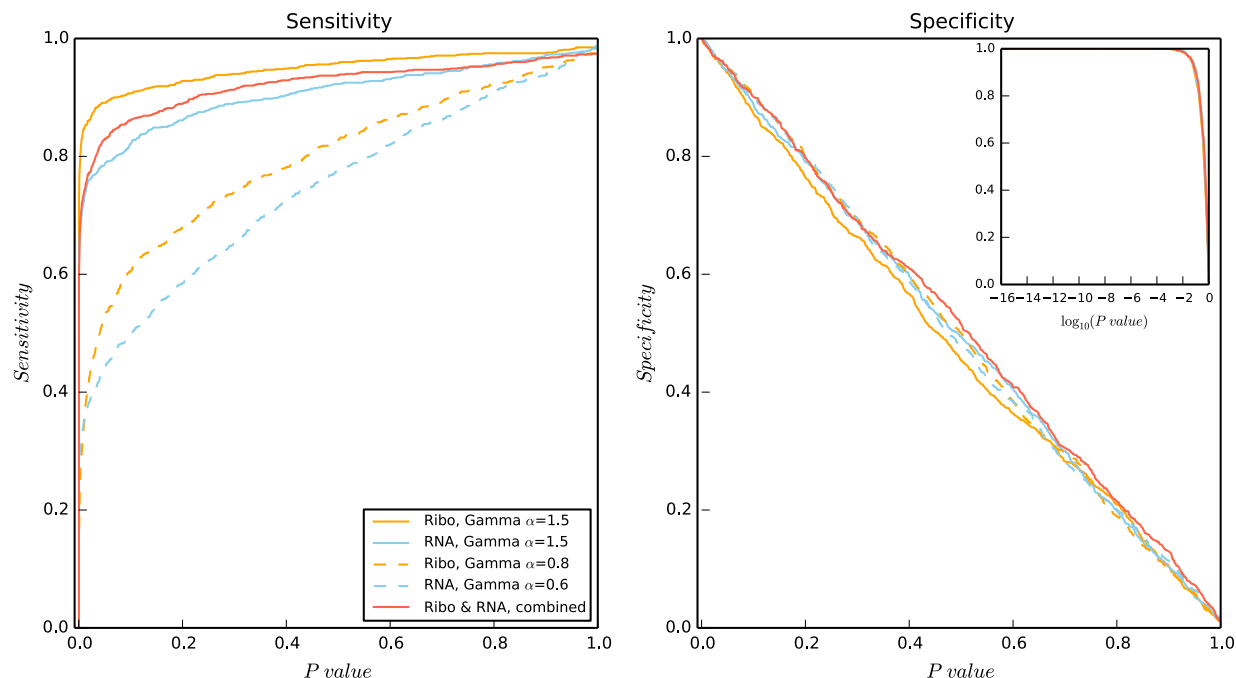 Sensitivity
1.0
0.8
0.6
0.4
0.2
0.0
Sensitivity
0.0 0.2 0.4 0.6 0.8 1.0
P value
Ribo, Gamma α=1.5
RNA, Gamma α=1.5
Ribo, Gamma α=0.8
RNA, Gamma α=0.6
Ribo & RNA, combined
Specificity
1.0
0.8
0.6
0.4
0.2
0.0
Specificity
0.0 0.2 0.4 0.6 0.8 1.0
P value
1.0
0.8
0.6
0.4
0.2
0.0
−16 −14 −12 −10 −8 −6 −4 −2 0
log₁₀(P value)